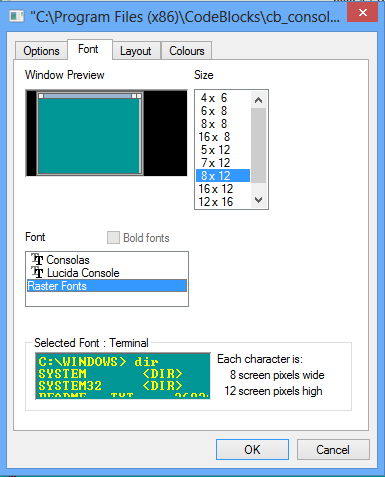 "C:\Program Files (x86)\CodeBlocks\cb_consol...
Options Font Layout Colours
Window Preview
Size
4 x 6
6 x 8
8 x 8
16 x 8
5 x 12
7 x 12
8 x 12
16 x 12
12 x 16
Font
Bold fonts
Consolas
Lucida Console
Raster Fonts
Selected Font : Terminal
C:\WINDOWS> dir
SYSTEM <DIR>
SYSTEM32 <DIR>
README TXT
Each character is:
8 screen pixels wide
12 screen pixels high
OK Cancel